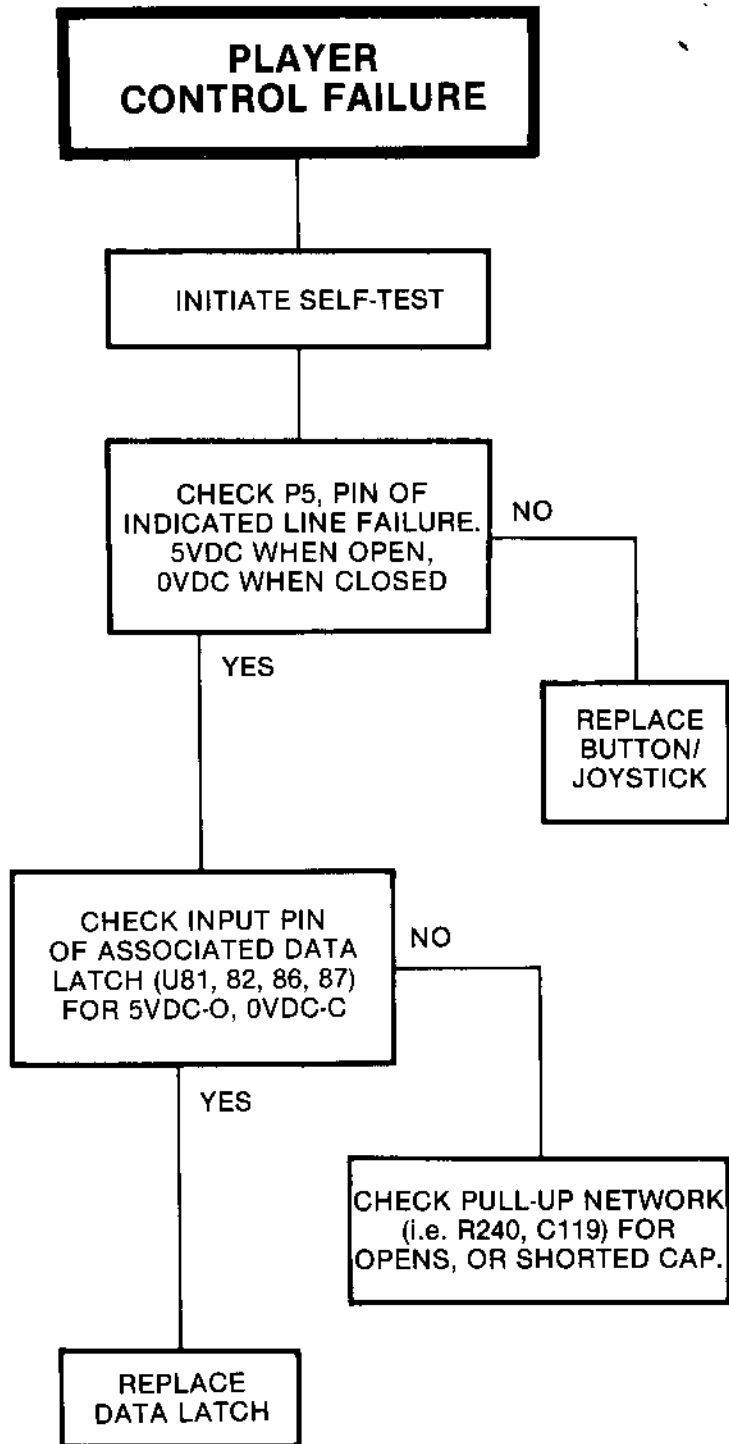 PLAYER
CONTROL FAILURE
INITIATE SELF-TEST
CHECK P5, PIN OF
INDICATED LINE FAILURE.
5VDC WHEN OPEN,
0VDC WHEN CLOSED
NO
YES
REPLACE
BUTTON/
JOYSTICK
CHECK INPUT PIN
OF ASSOCIATED DATA
LATCH (U81, 82, 86, 87)
FOR 5VDC-O, 0VDC-C
NO
YES
CHECK PULL-UP NETWORK
(i.e. R240, C119) FOR
OPENS, OR SHORTED CAP.
REPLACE
DATA LATCH